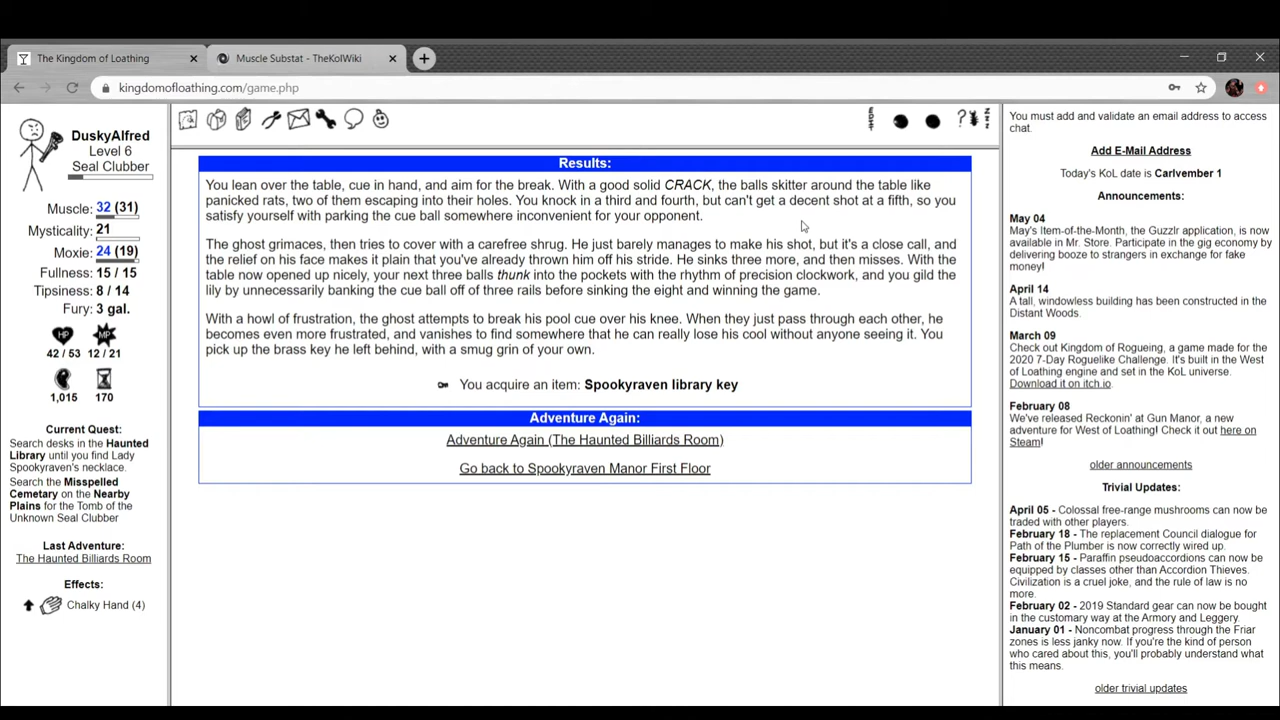 The Kingdom of Loathing
Muscle Substat - TheKolWiki
kingdomofloathing.com/game.php
DuskyAlfred
Level 6
Seal Clubber
Muscle: 32 (31)
Mysticality: 21
Moxie: 24 (19)
Fullness: 15 / 15
Tipsiness: 8 / 14
Fury: 3 gal.
HP MP
42 / 53 12 / 21
1,015 170
Current Quest:
Search desks in the Haunted
Library until you find Lady
Spookyraven's necklace.
Search the Misspelled
Cemetary on the Nearby
Plains for the Tomb of the
Unknown Seal Clubber
Last Adventure:
The Haunted Billiards Room
Effects:
Chalky Hand (4)
Results:
You lean over the table, cue in hand, and aim for the break. With a good solid CRACK, the balls skitter around the table like
panicked rats, two of them escaping into their holes. You knock in a third and fourth, but can't get a decent shot at a fifth, so you
satisfy yourself with parking the cue ball somewhere inconvenient for your opponent.
The ghost grimaces, then tries to cover with a carefree shrug. He just barely manages to make his shot, but it's a close call, and
the relief on his face makes it plain that you've already thrown him off his stride. He sinks three more, and then misses. With the
table now opened up nicely, your next three balls thunk into the pockets with the rhythm of precision clockwork, and you gild the
lily by unnecessarily banking the cue ball off of three rails before sinking the eight and winning the game.
With a howl of frustration, the ghost attempts to break his pool cue over his knee. When they just pass through each other, he
becomes even more frustrated, and vanishes to find somewhere that he can really lose his cool without anyone seeing it. You
pick up the brass key he left behind, with a smug grin of your own.
You acquire an item: Spookyraven library key
Adventure Again:
Adventure Again (The Haunted Billiards Room)
Go back to Spookyraven Manor First Floor
You must add and validate an email address to access
chat.
Add E-Mail Address
Today's KoL date is Carlvember 1
Announcements:
May 04
May's Item-of-the-Month, the Guzzlr application, is now
available in Mr. Store. Participate in the gig economy by
delivering booze to strangers in exchange for fake
money!
April 14
A tall, windowless building has been constructed in the
Distant Woods.
March 09
Check out Kingdom of Rogueing, a game made for the
2020 7-Day Roguelike Challenge. It's built in the West
of Loathing engine and set in the KoL universe.
Download it on itch.io.
February 08
We've released Reckonin' at Gun Manor, a new
adventure for West of Loathing! Check it out here on
Steam!
older announcements
Trivial Updates:
April 05 - Colossal free-range mushrooms can now be
traded with other players.
February 18 - The replacement Council dialogue for
Path of the Plumber is now correctly wired up.
February 15 - Paraffin pseudoaccordions can now be
equipped by classes other than Accordion Thieves.
Civilization is a cruel joke, and the rule of law is no
more.
February 02 - 2019 Standard gear can now be bought
in the customary way at the Armory and Leggery.
January 01 - Noncombat progress through the Friar
zones is less janky now. If you're the kind of person
who cared about this, you'll probably understand what
this means.
older trivial updates